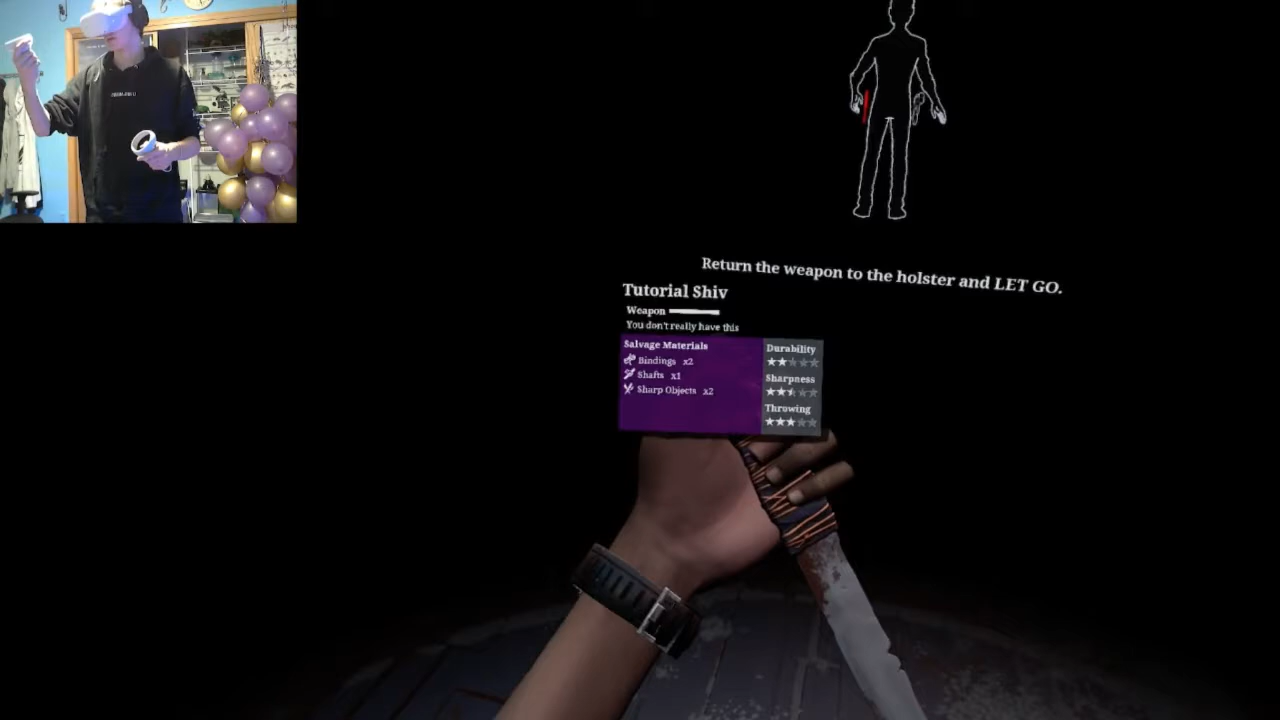 Return the weapon to the holster and LET GO.
Tutorial Shiv
Weapon
You don't really have this
Salvage Materials
Bindings x2
Shafts x1
Sharp Objects x2
Durability
Sharpness
Throwing